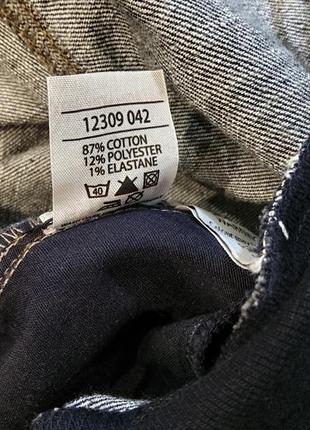 12309 042
87% COTTON
12% POLYESTER
1% ELASTANE
40